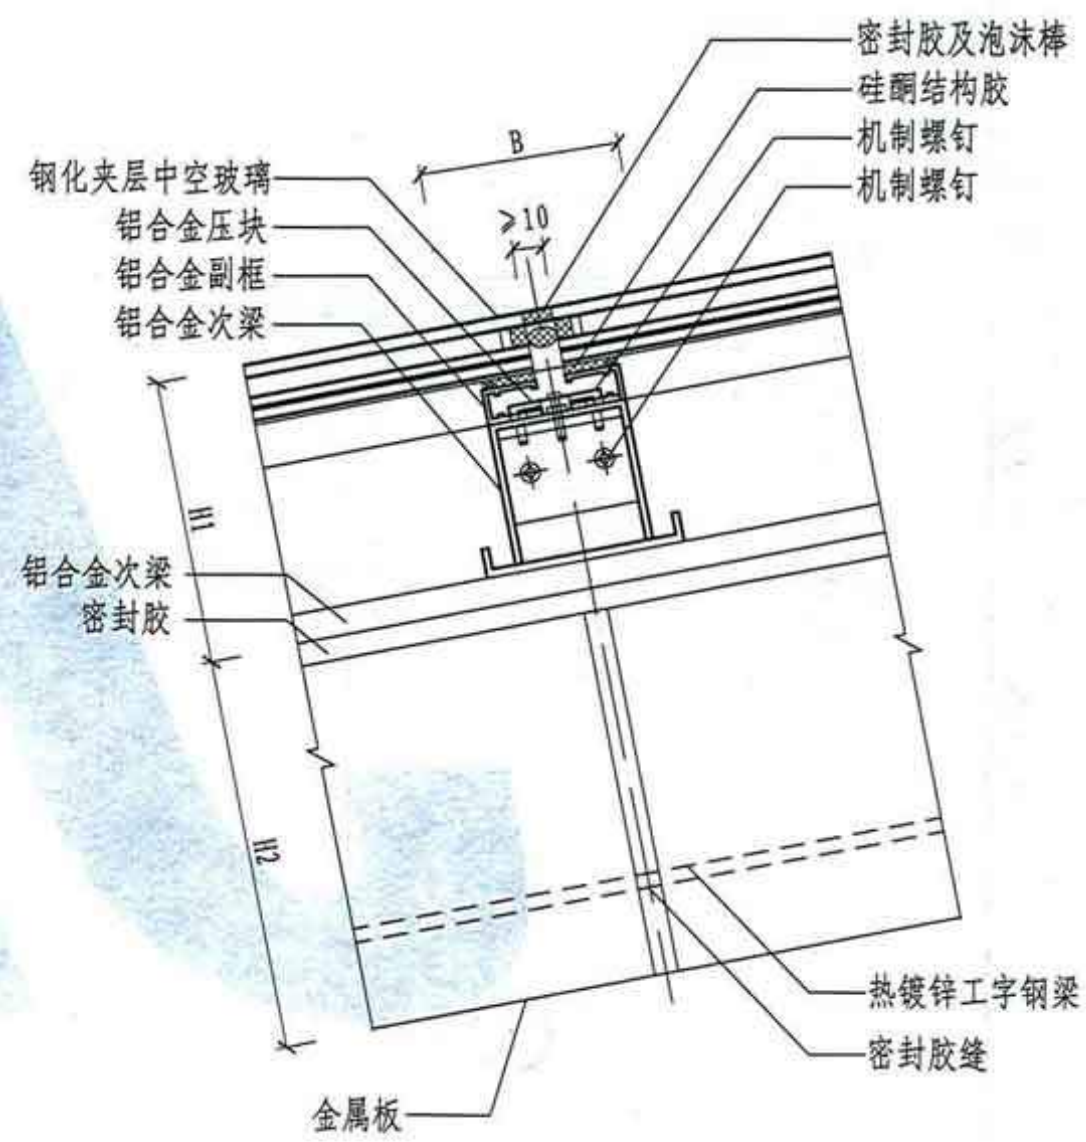 密封胶及泡沫棒
硅酮结构胶
机制螺钉
机制螺钉
B
≥10
钢化夹层中空玻璃
铝合金压块
铝合金副框
铝合金次梁
H1
铝合金次梁
密封胶
H2
热镀锌工字钢梁
密封胶缝
金属板